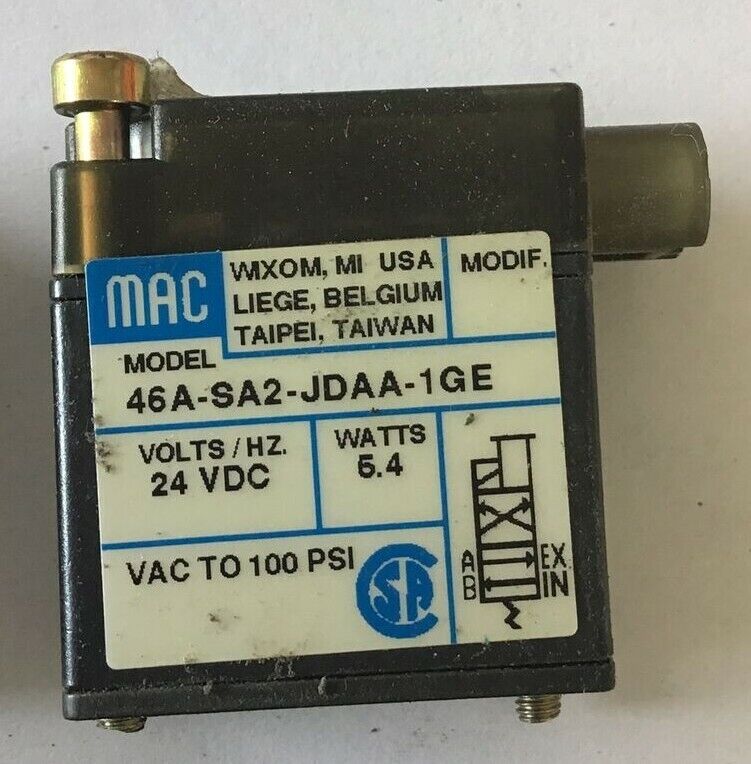 MAC
WIXOM, MI USA
LIEGE, BELGIUM
TAIPEI, TAIWAN
MODIF.
MODEL
46A-SA2-JDAA-1GE
VOLTS / HZ.
24 VDC
WATTS
5.4
VAC TO 100 PSI
SA
A EX.
B IN